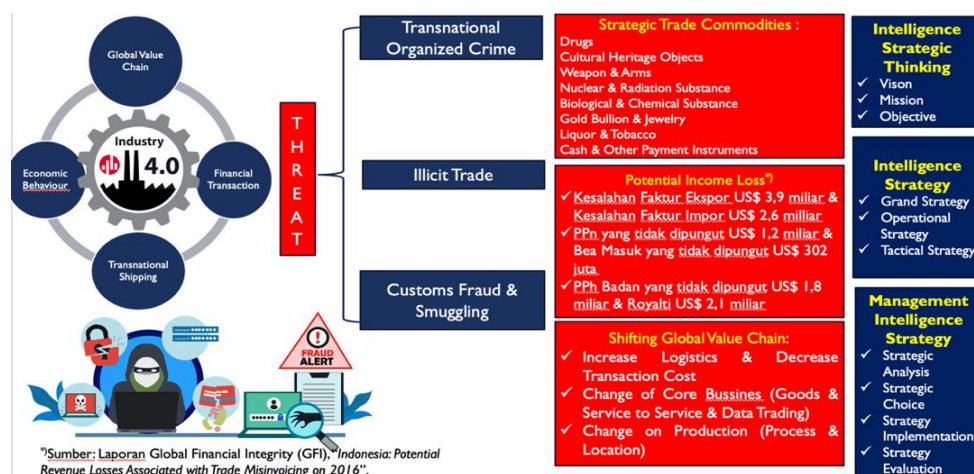 Global Value
Chain
Industry
4.0
Economic
Behaviour
Financial
Transaction
Transnational
Shipping
THREAT
Transnational
Organized Crime
Illicit Trade
Customs Fraud &
Smuggling
Strategic Trade Commodities :
Drugs
Cultural Heritage Objects
Weapon & Arms
Nuclear & Radiation Substance
Biological & Chemical Substance
Gold Bullion & Jewelry
Liquor & Tobacco
Cash & Other Payment Instruments
Potential Income Loss*)
✓ Kesalahan Faktur Ekspor US$ 3,9 miliar &
Kesalahan Faktur Impor US$ 2,6 milliar
✓ PPn yang tidak dipungut US$ 1,2 miliar &
Bea Masuk yang tidak dipungut US$ 302
juta
✓ PPh Badan yang tidak dipungut US$ 1,8
miliar & Royalti US$ 2,1 miliar
Shifting Global Value Chain:
✓ Increase Logistics & Decrease
Transaction Cost
✓ Change of Core Bussines (Goods &
Service to Service & Data Trading)
✓ Change on Production (Process &
Location)
Intelligence
Strategic
Thinking
✓ Vison
✓ Mission
✓ Objective
Intelligence
Strategy
✓ Grand Strategy
✓ Operational
Strategy
✓ Tactical Strategy
Management
Intelligence
Strategy
✓ Strategic
Analysis
✓ Strategic
Choice
✓ Strategy
Implementation
✓ Strategy
Evaluation
FRAUD
ALERT
*)Sumber: Laporan Global Financial Integrity (GFI),"Indonesia: Potential
Revenue Losses Associated with Trade Misinvoicing on 2016".